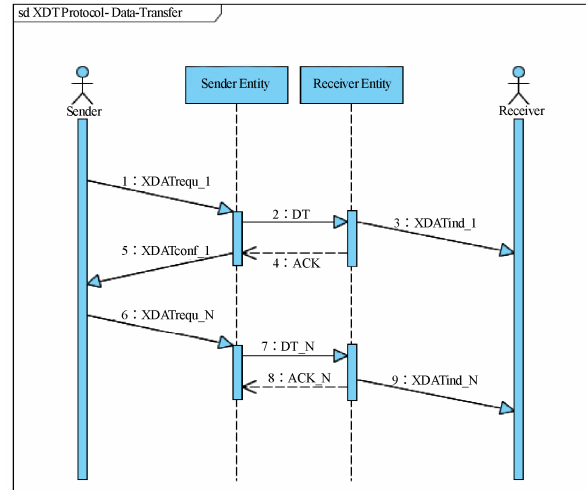 sd XDT Protocol- Data-Transfer
Sender Entity
Receiver Entity
Sender
Receiver
1：XDATrequ_1
2：DT
3：XDATind_1
5：XDATconf_1
4：ACK
6：XDATrequ_N
7：DT_N
8：ACK_N
9：XDATind_N